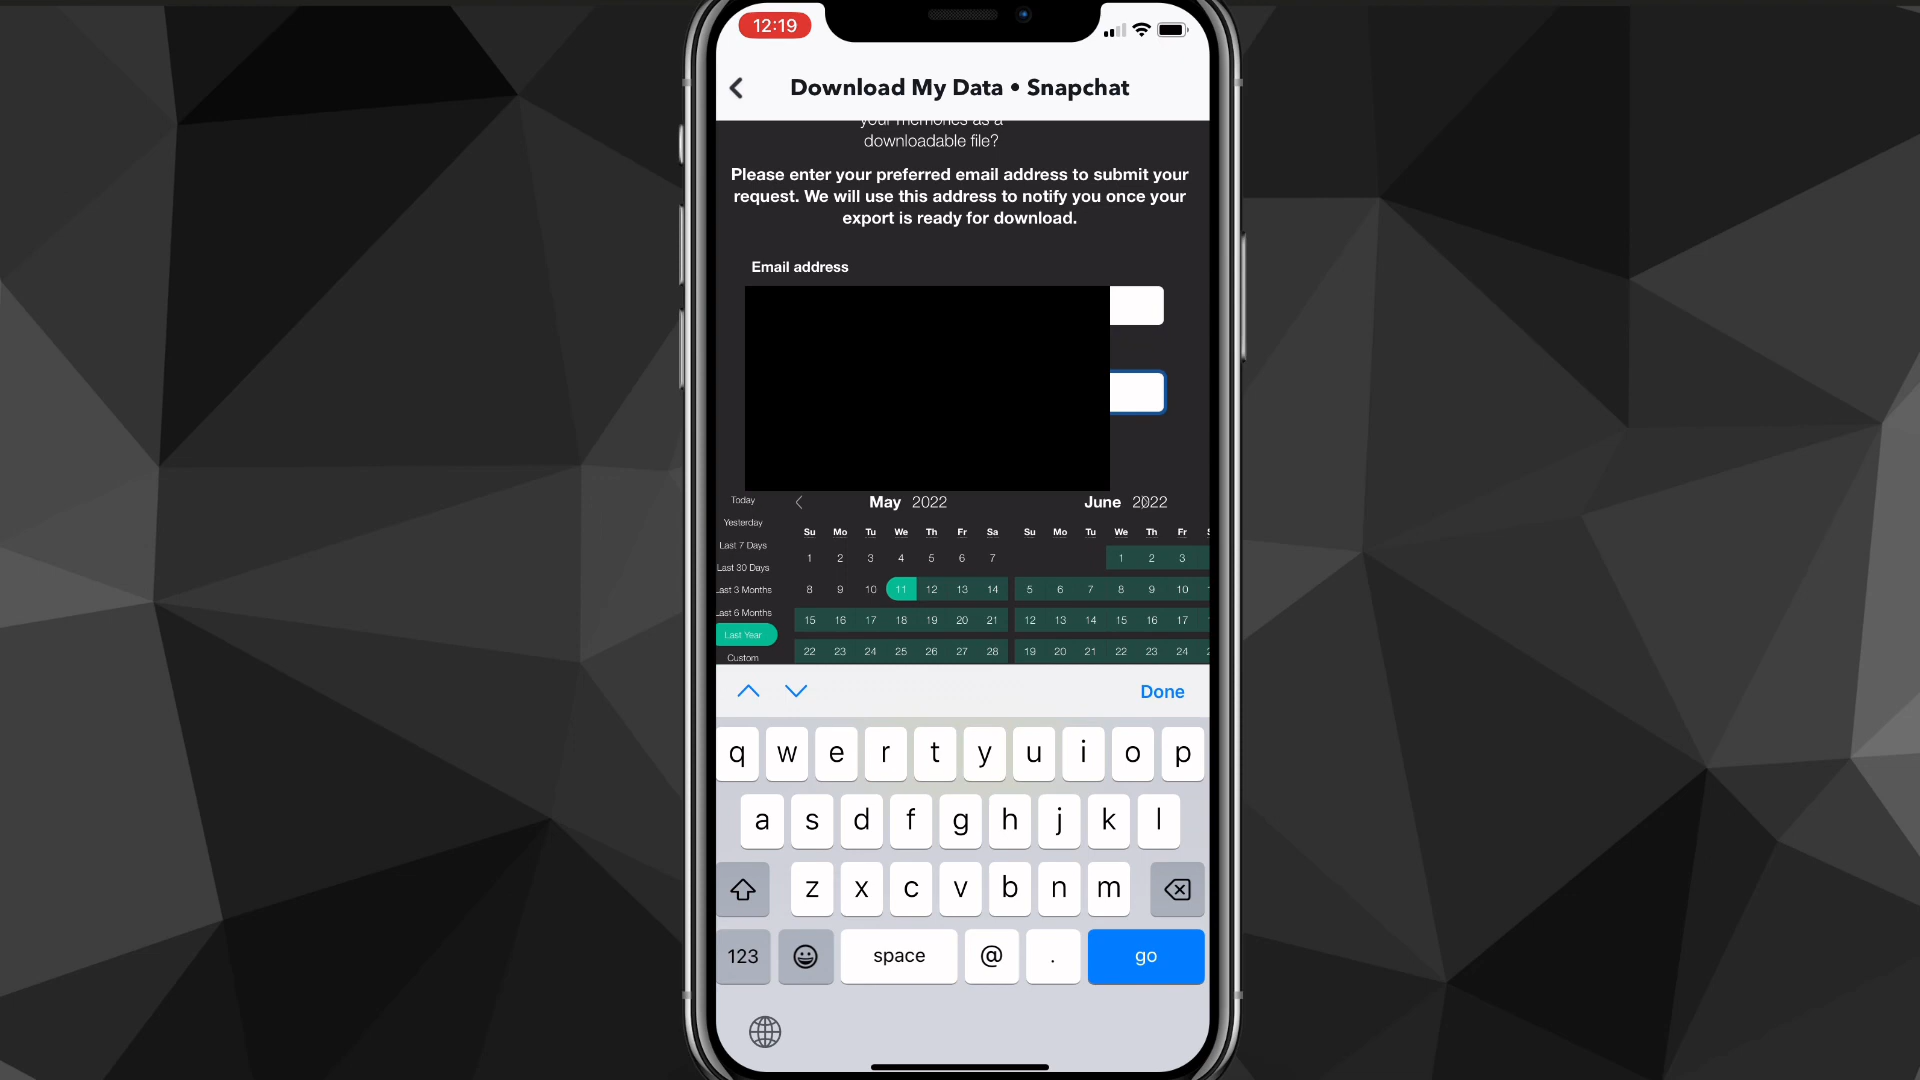 12:19
Download My Data • Snapchat
your memories as a
downloadable file?
Please enter your preferred email address to submit your
request. We will use this address to notify you once your
export is ready for download.
Email address
Today
Yesterday
Last 7 Days
Last 30 Days
Last 3 Months
Last 6 Months
Last Year
Custom
May 2022
Su Mo Tu We Th Fr Sa
1 2 3 4 5 6 7
8 9 10 11 12 13 14
15 16 17 18 19 20 21
22 23 24 25 26 27 28
June 2022
Su Mo Tu We Th Fr
1 2 3
5 6 7 8 9 10
12 13 14 15 16 17
19 20 21 22 23 24
Done
q w e r t y u i o p
a s d f g h j k l
z x c v b n m
123 space @ . go